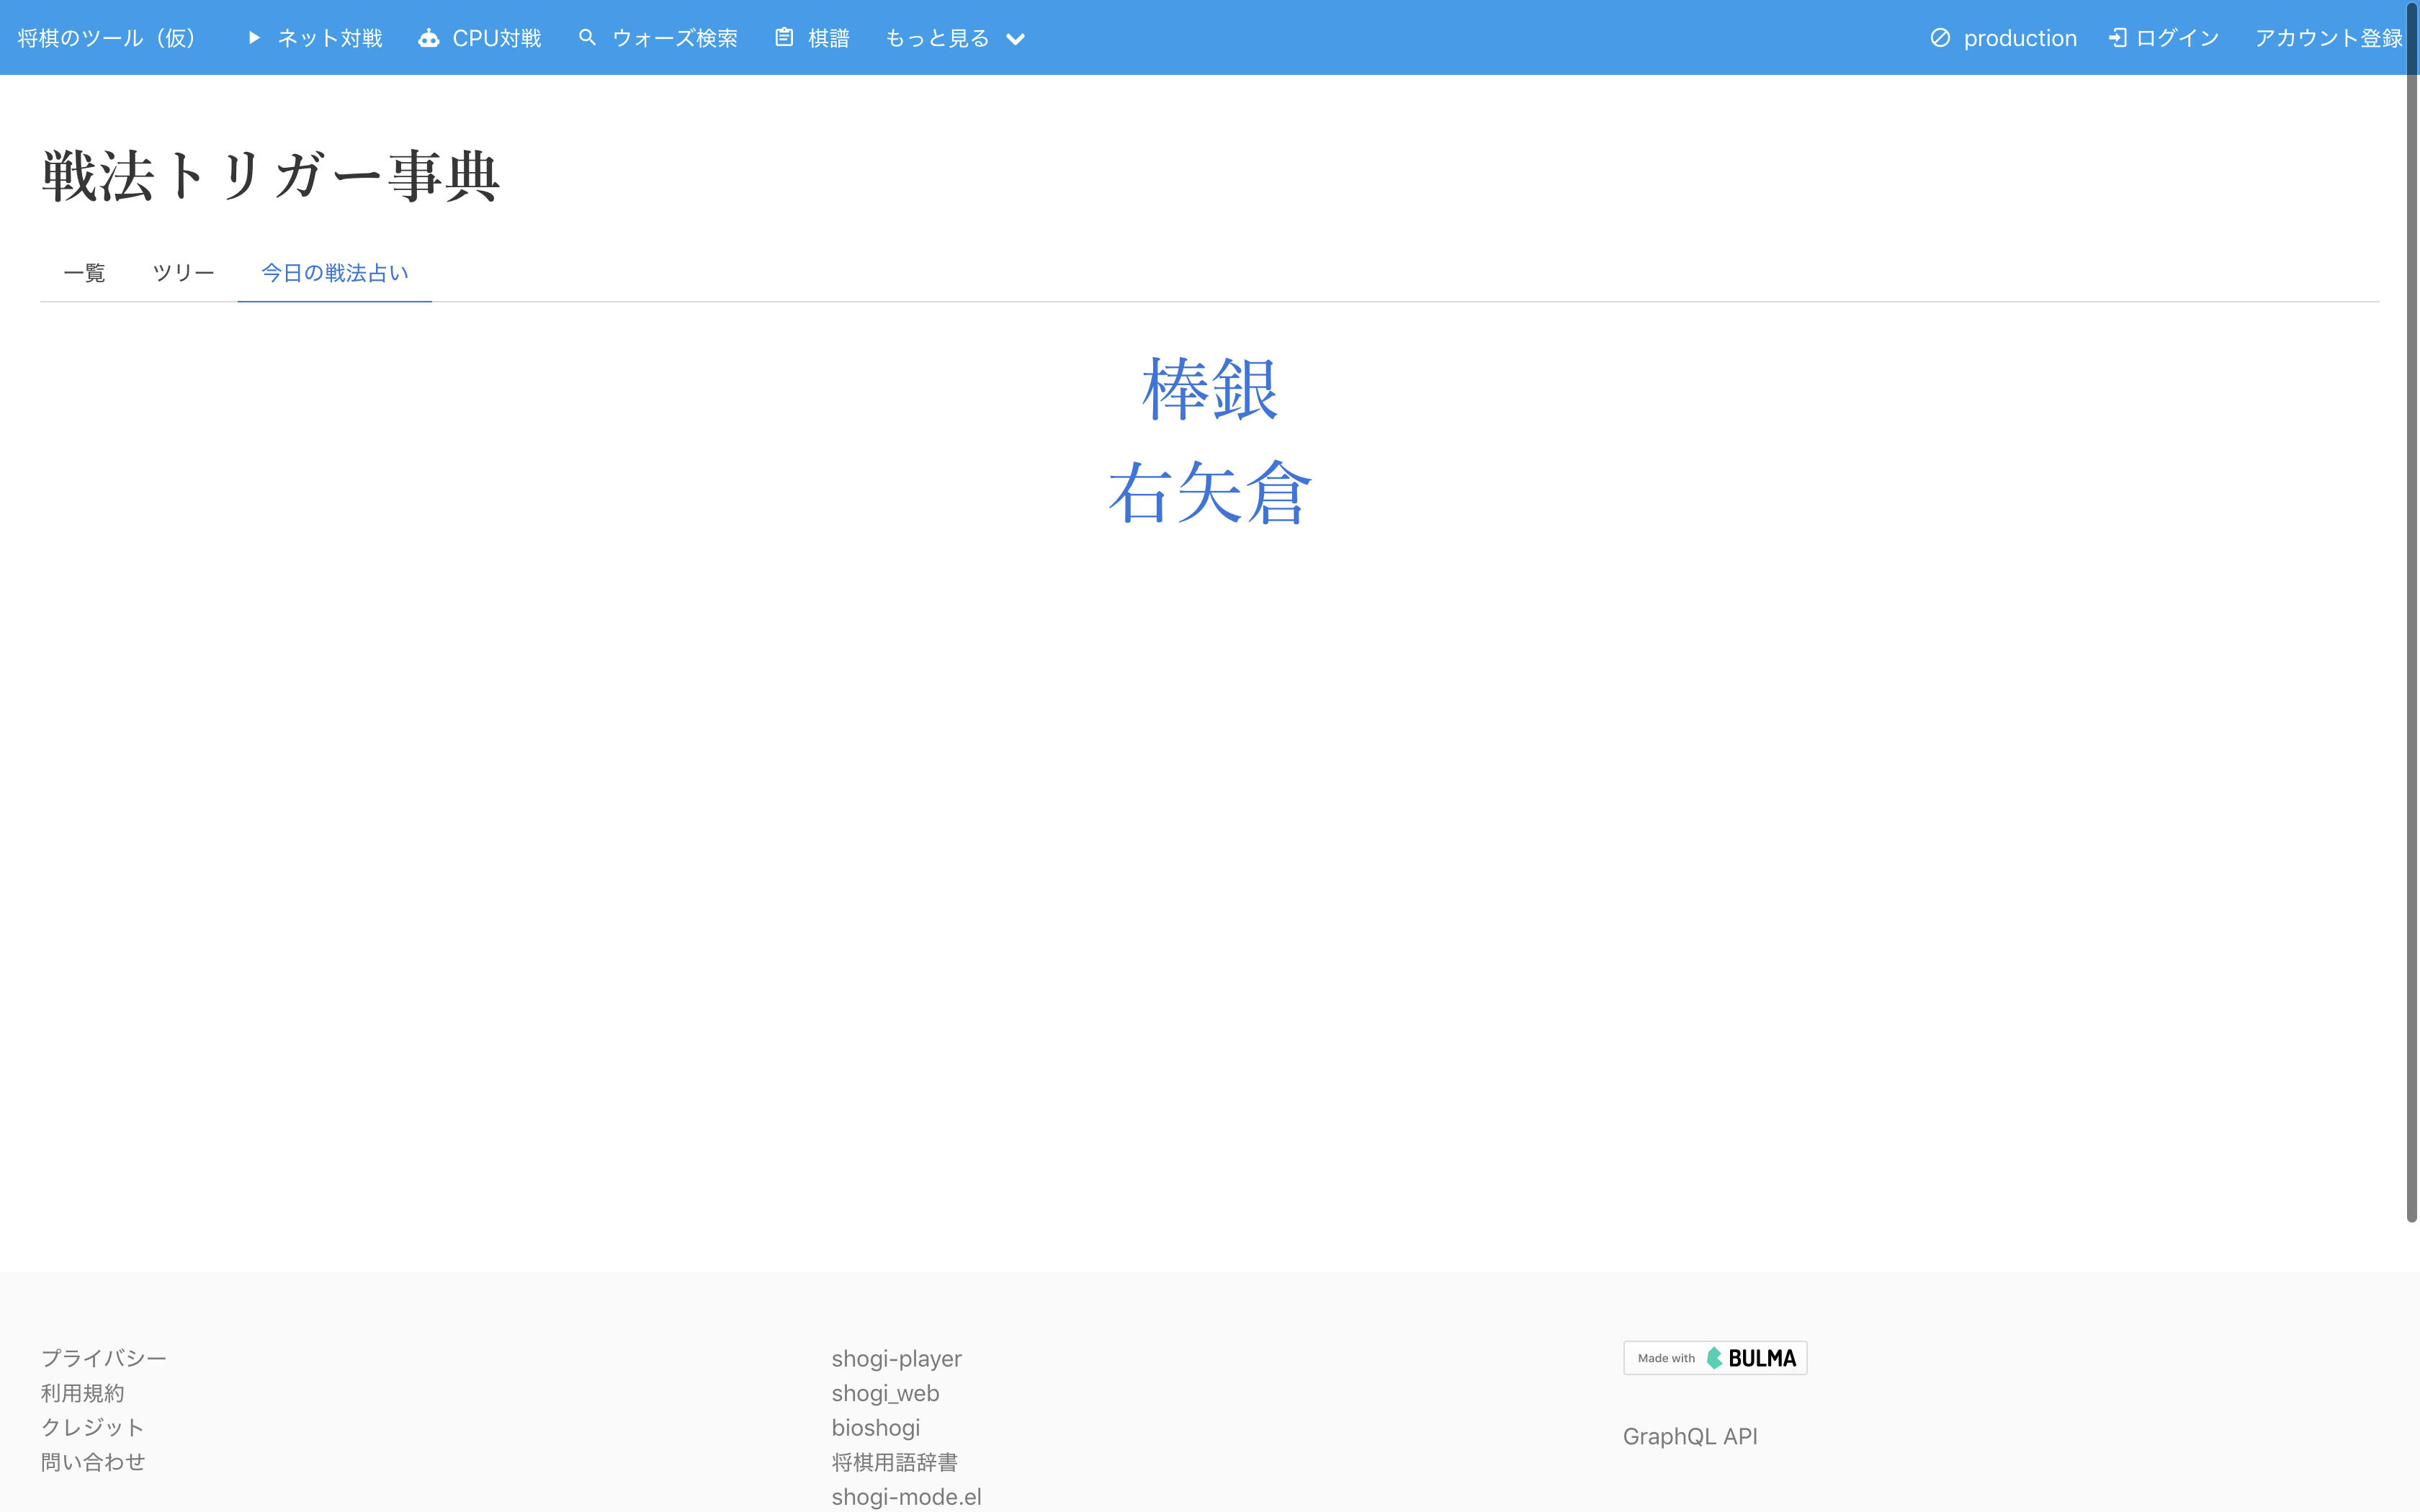 将棋のツール（仮） ネット対戦 CPU対戦 ウォーズ検索 棋譜 もっと見る production ログイン アカウント登録
戦法トリガー事典
一覧 ツリー 今日の戦法占い
棒銀
右矢倉
プライバシー
利用規約
クレジット
問い合わせ
shogi-player
shogi_web
bioshogi
将棋用語辞書
shogi-mode.el
Made with BULMA
GraphQL API